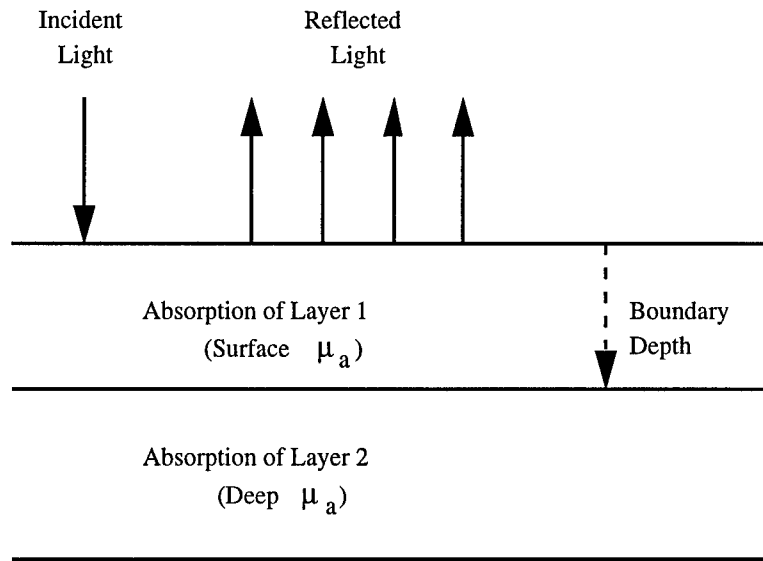 Incident
Light
Reflected
Light
Absorption of Layer 1
(Surface μa)
Boundary
Depth
Absorption of Layer 2
(Deep μa)